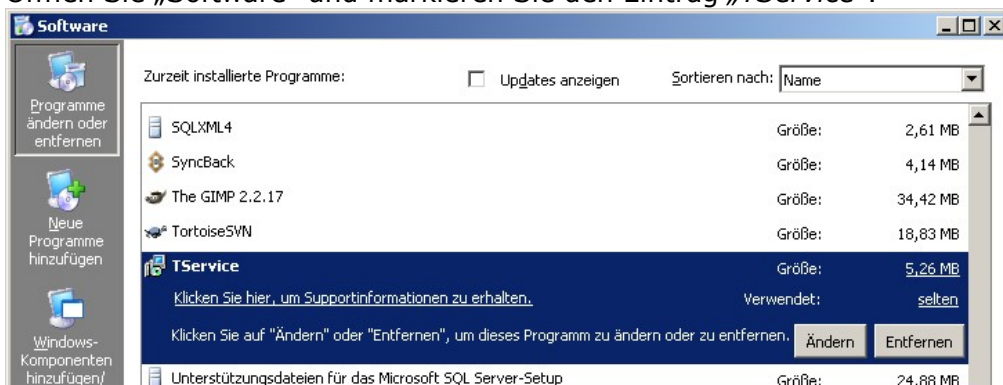 Öffnen Sie „Software“ und markieren Sie den Eintrag „TService“.
Software
Programme
ändern oder
entfernen
Neue
Programme
hinzufügen
Windows-
Komponenten
hinzufügen/
Zurzeit installierte Programme:
Updates anzeigen
Sortieren nach: Name
SQLXML4 Größe: 2,61 MB
SyncBack Größe: 4,14 MB
The GIMP 2.2.17 Größe: 34,42 MB
TortoiseSVN Größe: 18,83 MB
TService Größe: 5,26 MB
Klicken Sie hier, um Supportinformationen zu erhalten. Verwendet: selten
Klicken Sie auf "Ändern" oder "Entfernen", um dieses Programm zu ändern oder zu entfernen. Ändern Entfernen
Unterstützungsdateien für das Microsoft SQL Server-Setup Größe: 24,88 MB